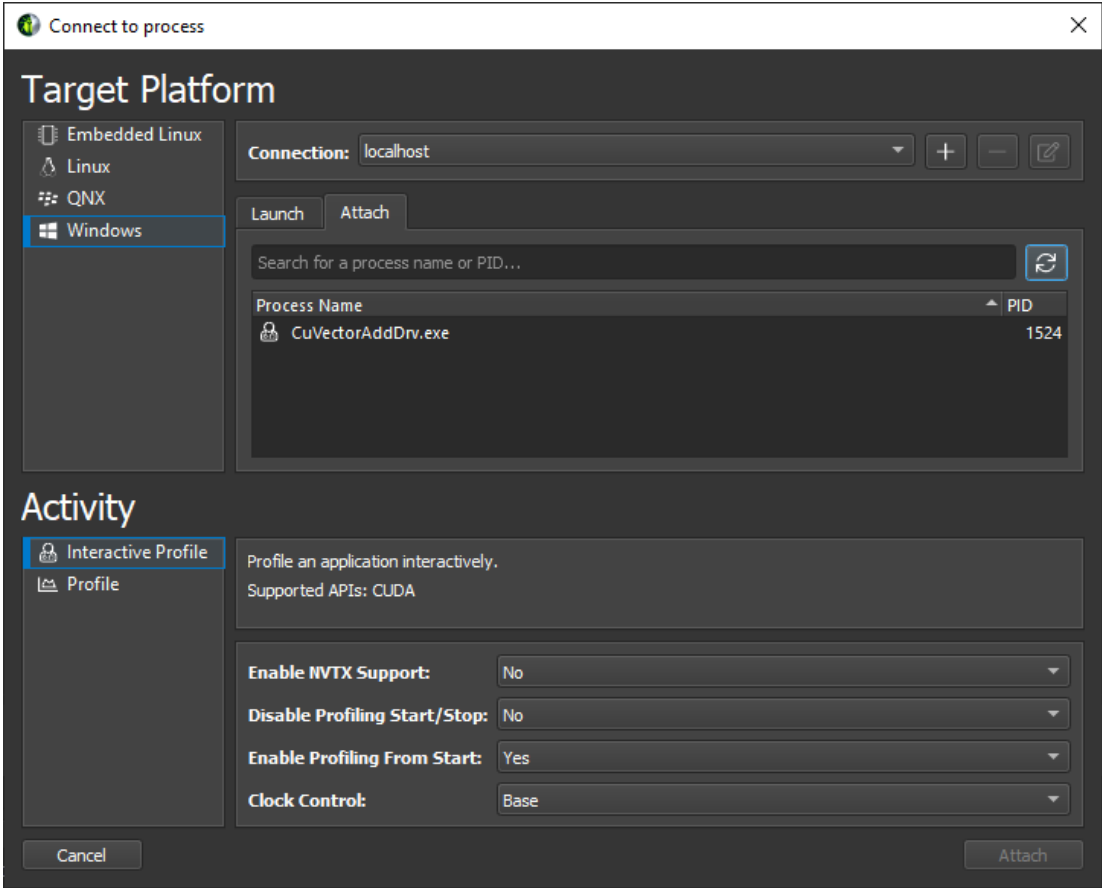 Connect to process
Target Platform
Embedded Linux
Linux
QNX
Windows
Connection: localhost
Launch Attach
Search for a process name or PID...
Process Name PID
CuVectorAddDrv.exe 1524
Activity
Interactive Profile
Profile
Profile an application interactively.
Supported APIs: CUDA
Enable NVTX Support: No
Disable Profiling Start/Stop: No
Enable Profiling From Start: Yes
Clock Control: Base
Cancel Attach